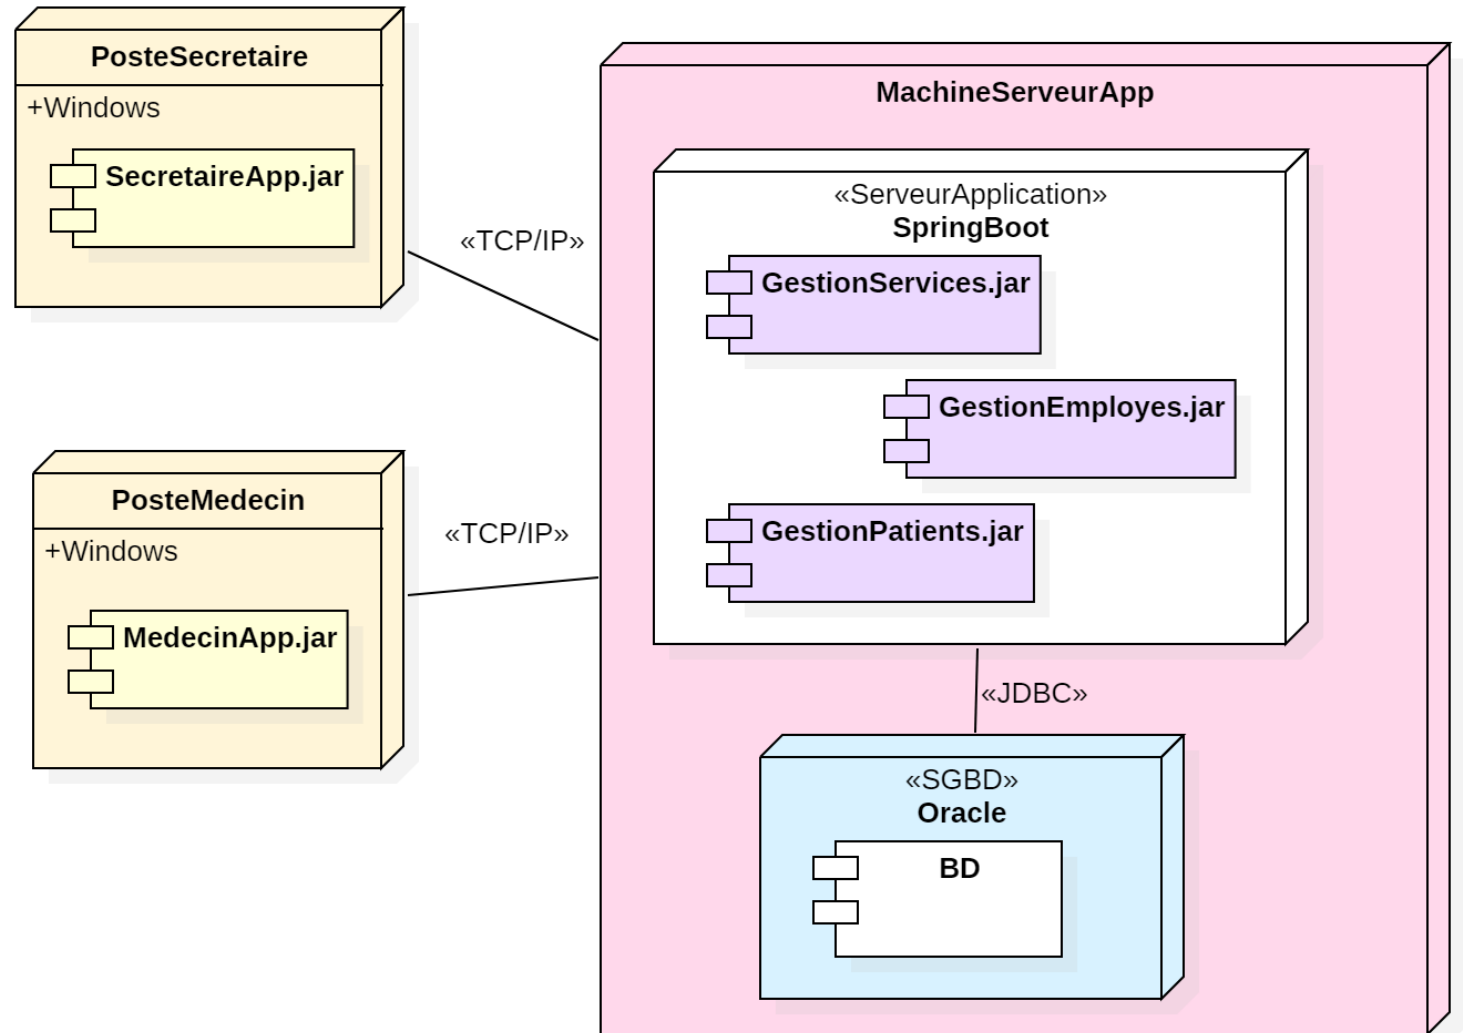 PosteSecretaire
+Windows
SecretaireApp.jar
«TCP/IP»
PosteMedecin
+Windows
MedecinApp.jar
«TCP/IP»
MachineServeurApp
«ServeurApplication»
SpringBoot
GestionServices.jar
GestionEmployes.jar
GestionPatients.jar
«JDBC»
«SGBD»
Oracle
BD